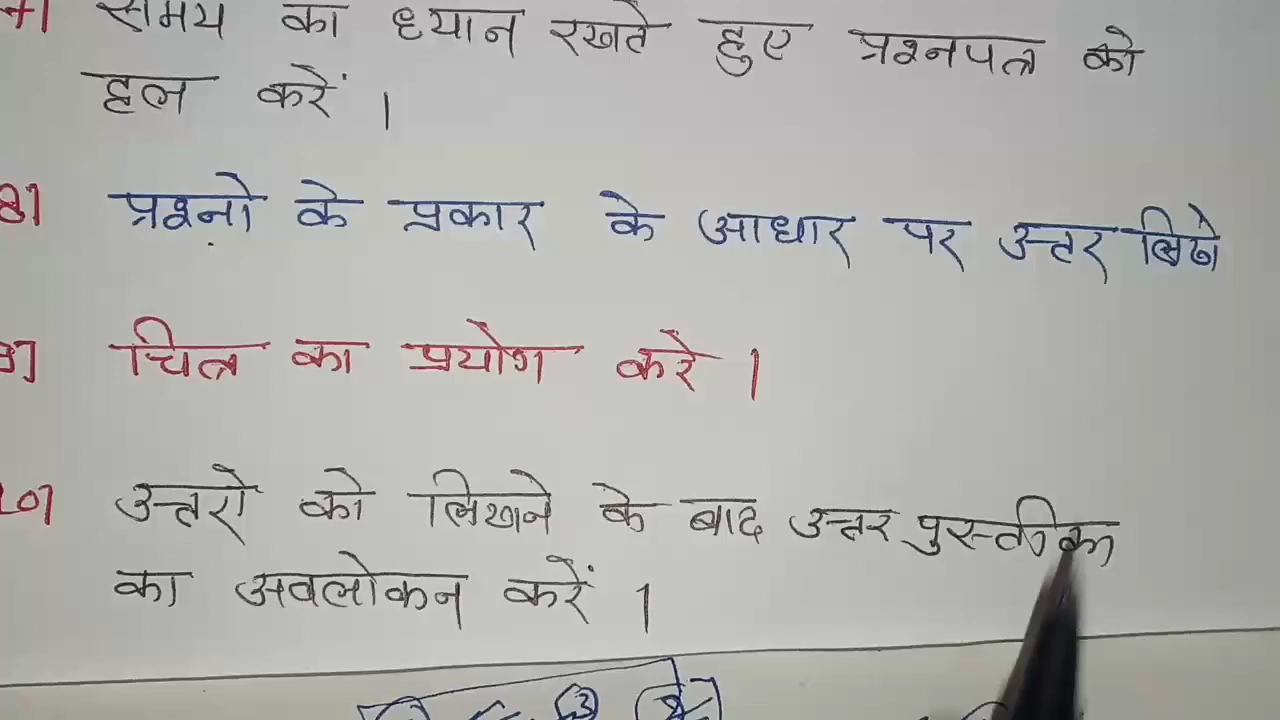 7) समय का ध्यान रखते हुए प्रश्नपत्र को
हल करें ।
8) प्रश्नो के प्रकार के आधार पर उत्तर लिखे
9) चित्र का प्रयोग करे ।
10) उत्तरो को लिखने के बाद उत्तर पुस्तीका
का अवलोकन करें ।